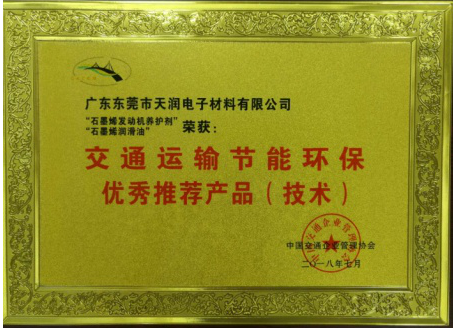 广东东莞市天润电子材料有限公司
“石墨烯发动机养护剂”
“石墨烯润滑油” 荣获：
交通运输节能环保
优秀推荐产品（技术）
中国交通企业管理协会
二〇一八年七月